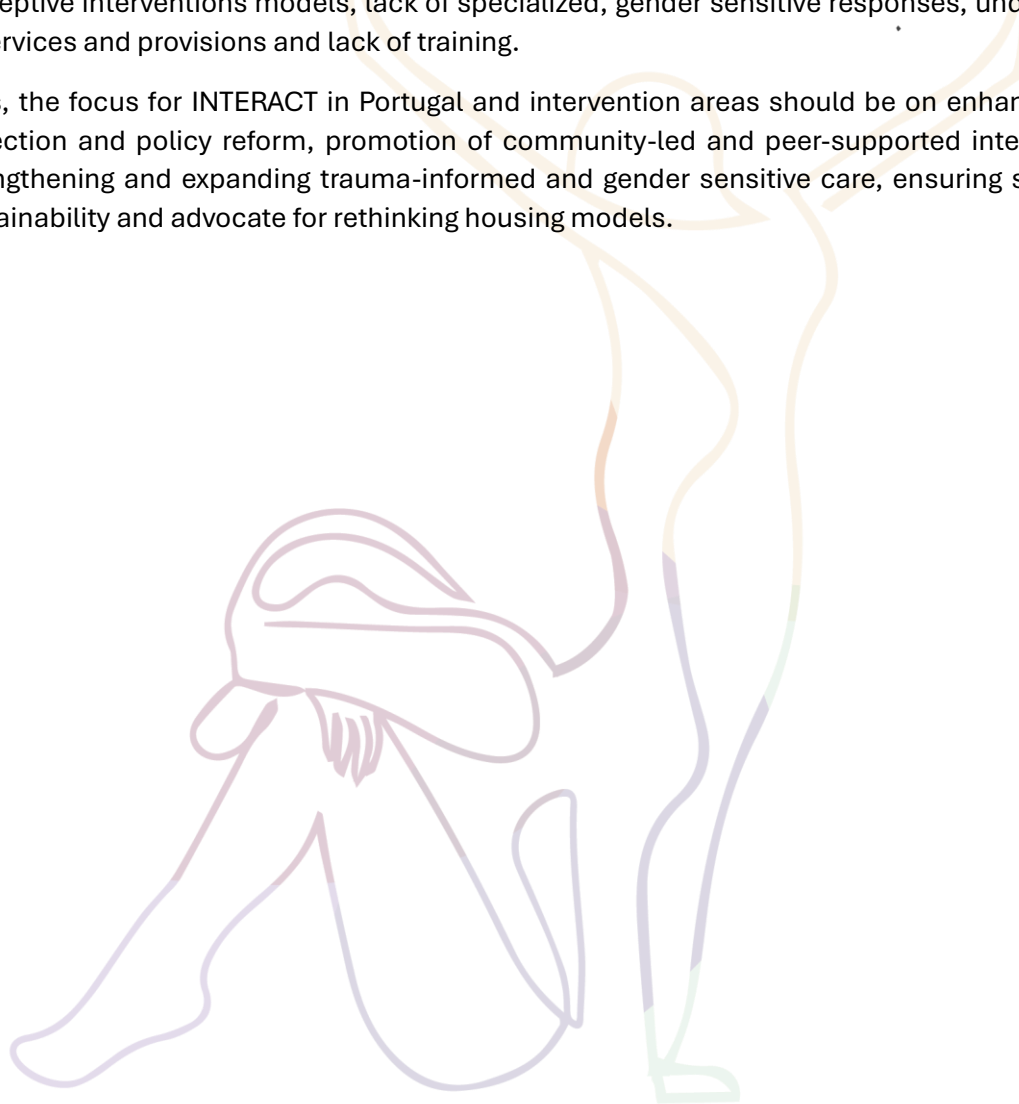 eptive interventions models, lack of specialized, gender sensitive responses, und
ervices and provisions and lack of training.
, the focus for INTERACT in Portugal and intervention areas should be on enhan
ection and policy reform, promotion of community-led and peer-supported inte
ngthening and expanding trauma-informed and gender sensitive care, ensuring s
ainability and advocate for rethinking housing models.